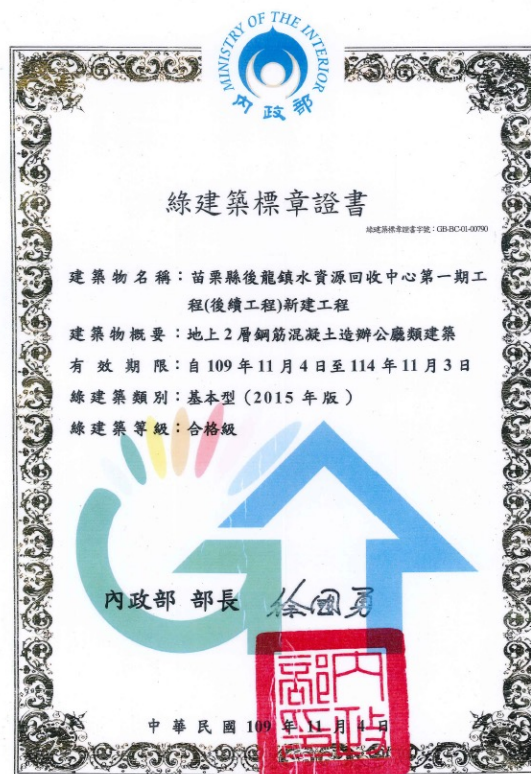 MINISTRY OF THE INTERIOR
內政部
綠建築標章證書
綠建築標章證書字號：GB-BC-01-00790
建築物名稱：苗栗縣後龍鎮水資源回收中心第一期工
程(後續工程)新建工程
建築物概要：地上2層鋼筋混凝土造辦公廳類建築
有效期限：自109年11月4日至114年11月3日
綠建築類別：基本型（2015年版）
綠建築等級：合格級
內政部 部長 徐國勇
內政部印
中華民國109年11月4日